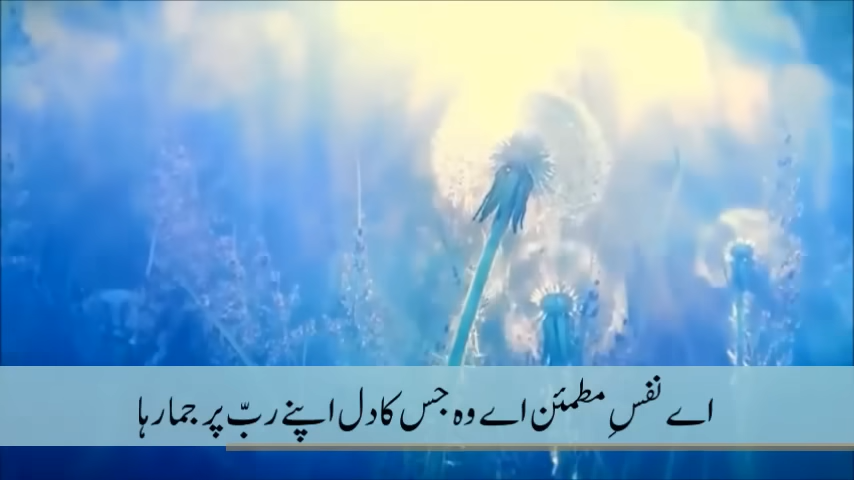 اے نفسِ مطمئن اے وہ جس کا دل اپنے ربّ پر جما رہا